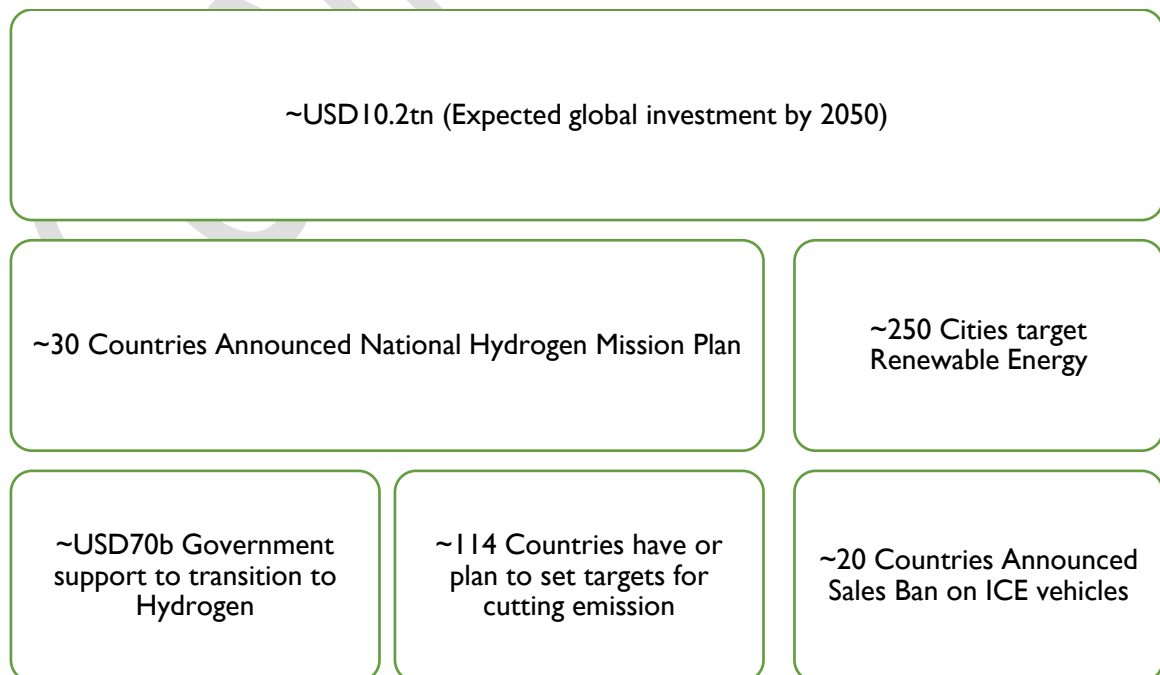 ~USD10.2tn (Expected global investment by 2050)
~30 Countries Announced National Hydrogen Mission Plan
~250 Cities target
Renewable Energy
~USD70b Government
support to transition to
Hydrogen
~114 Countries have or
plan to set targets for
cutting emission
~20 Countries Announced
Sales Ban on ICE vehicles